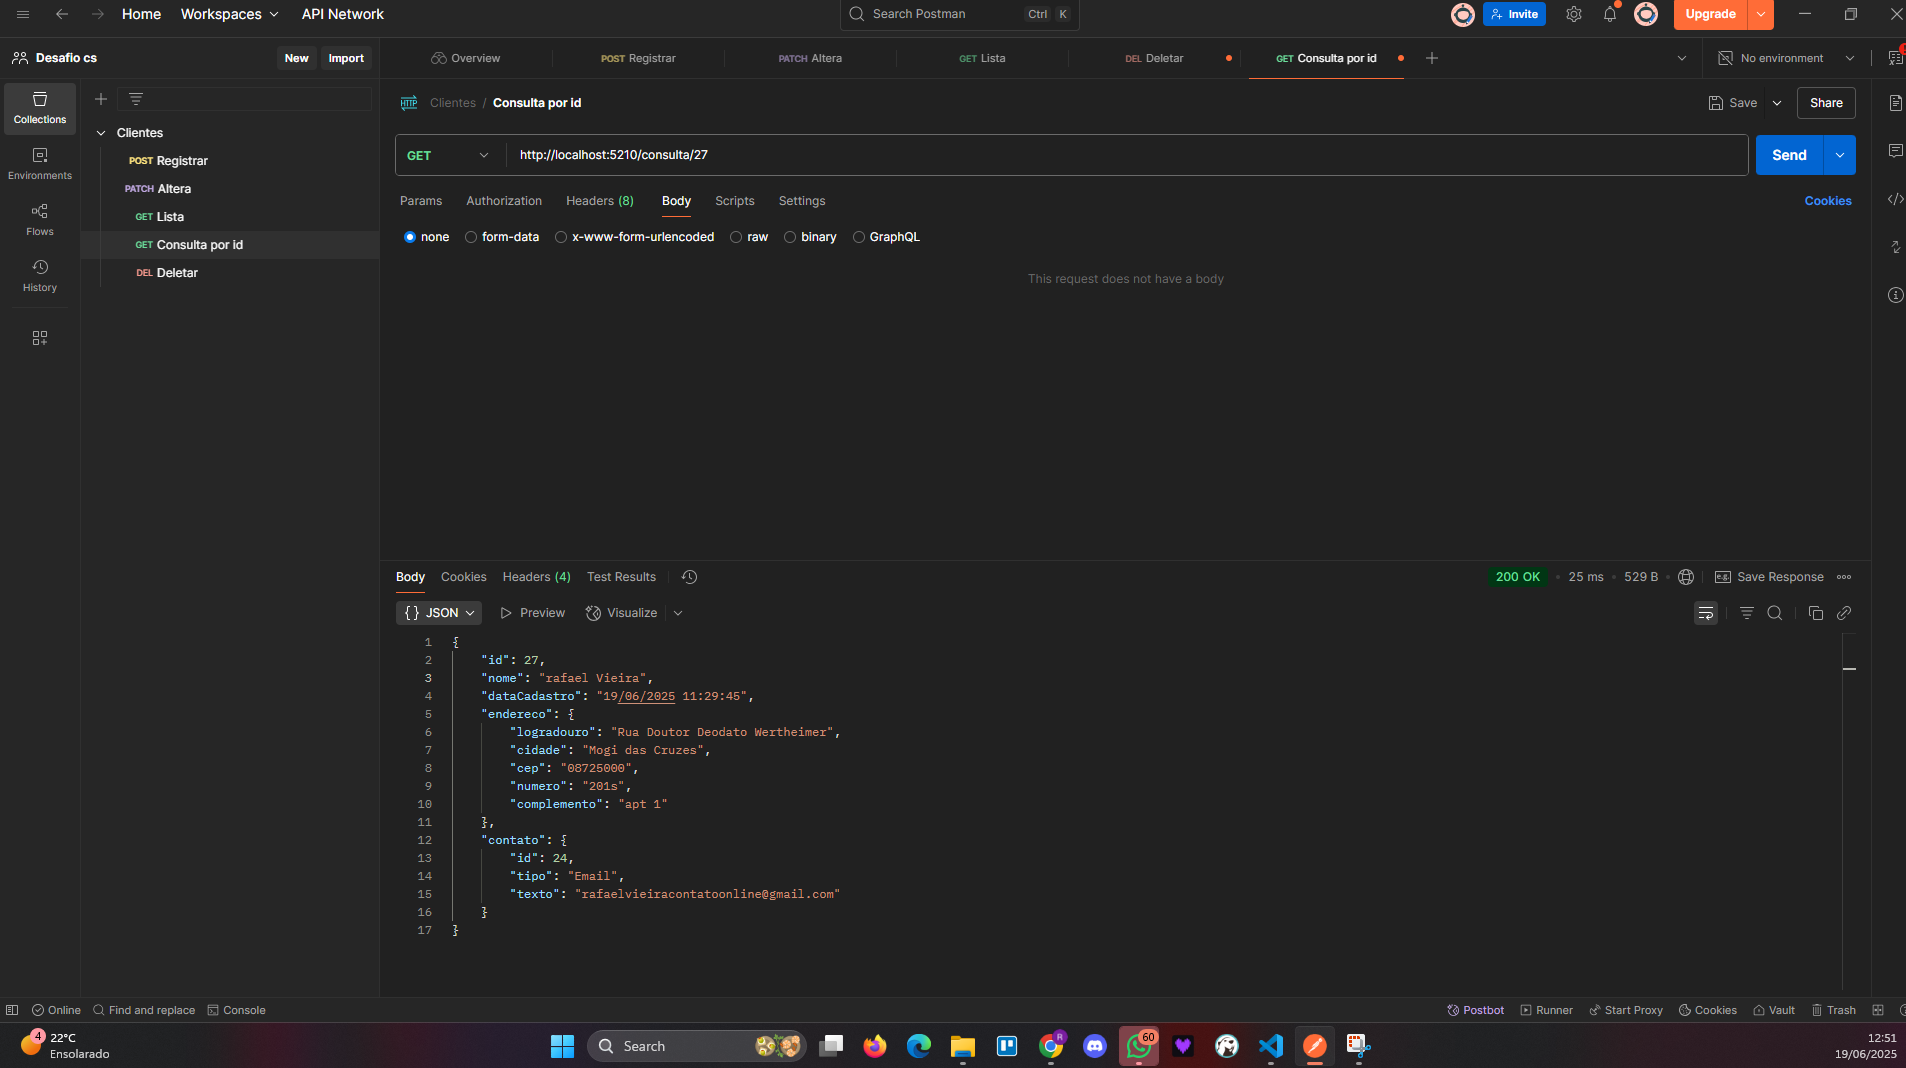 Home Workspaces API Network Search Postman Ctrl K Invite Upgrade
Desafio cs New Import Overview POST Registrar PATCH Altera GET Lista DEL Deletar GET Consulta por id No environment
Clientes / Consulta por id Save Share
Collections
Clientes
POST Registrar
PATCH Altera
GET Lista
GET Consulta por id
DEL Deletar
Environments
Flows
History
GET http://localhost:5210/consulta/27 Send
Params Authorization Headers (8) Body Scripts Settings Cookies
none form-data x-www-form-urlencoded raw binary GraphQL
This request does not have a body
Body Cookies Headers (4) Test Results 200 OK 25 ms 529 B e.g. Save Response
{} JSON Preview Visualize
1 {
2 "id": 27,
3 "nome": "rafael Vieira",
4 "dataCadastro": "19/06/2025 11:29:45",
5 "endereco": {
6 "logradouro": "Rua Doutor Deodato Wertheimer",
7 "cidade": "Mogi das Cruzes",
8 "cep": "08725000",
9 "numero": "201s",
10 "complemento": "apt 1"
11 },
12 "contato": {
13 "id": 24,
14 "tipo": "Email",
15 "texto": "rafaelvieiracontatoonline@gmail.com"
16 }
17 }
Online Find and replace Console Postbot Runner Start Proxy Cookies Vault Trash
4 22°C
Ensolarado
Search
R
60
12:51
19/06/2025